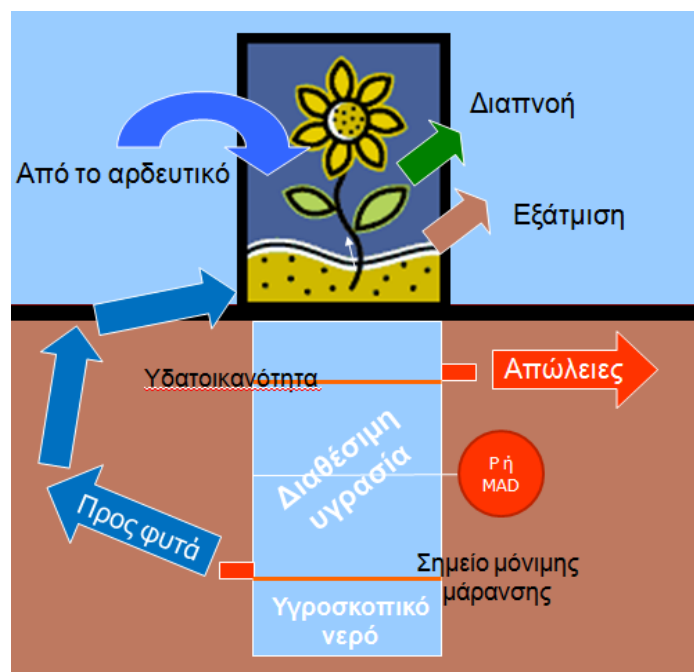 Διαπνοή
Από το αρδευτικό
Εξάτμιση
Υδατοικανότητα
Απώλειες
Διαθέσιμη
υγρασία
P ή
MAD
Προς φυτά
Σημείο μόνιμης
μάρανσης
Υγροσκοπικό
νερό